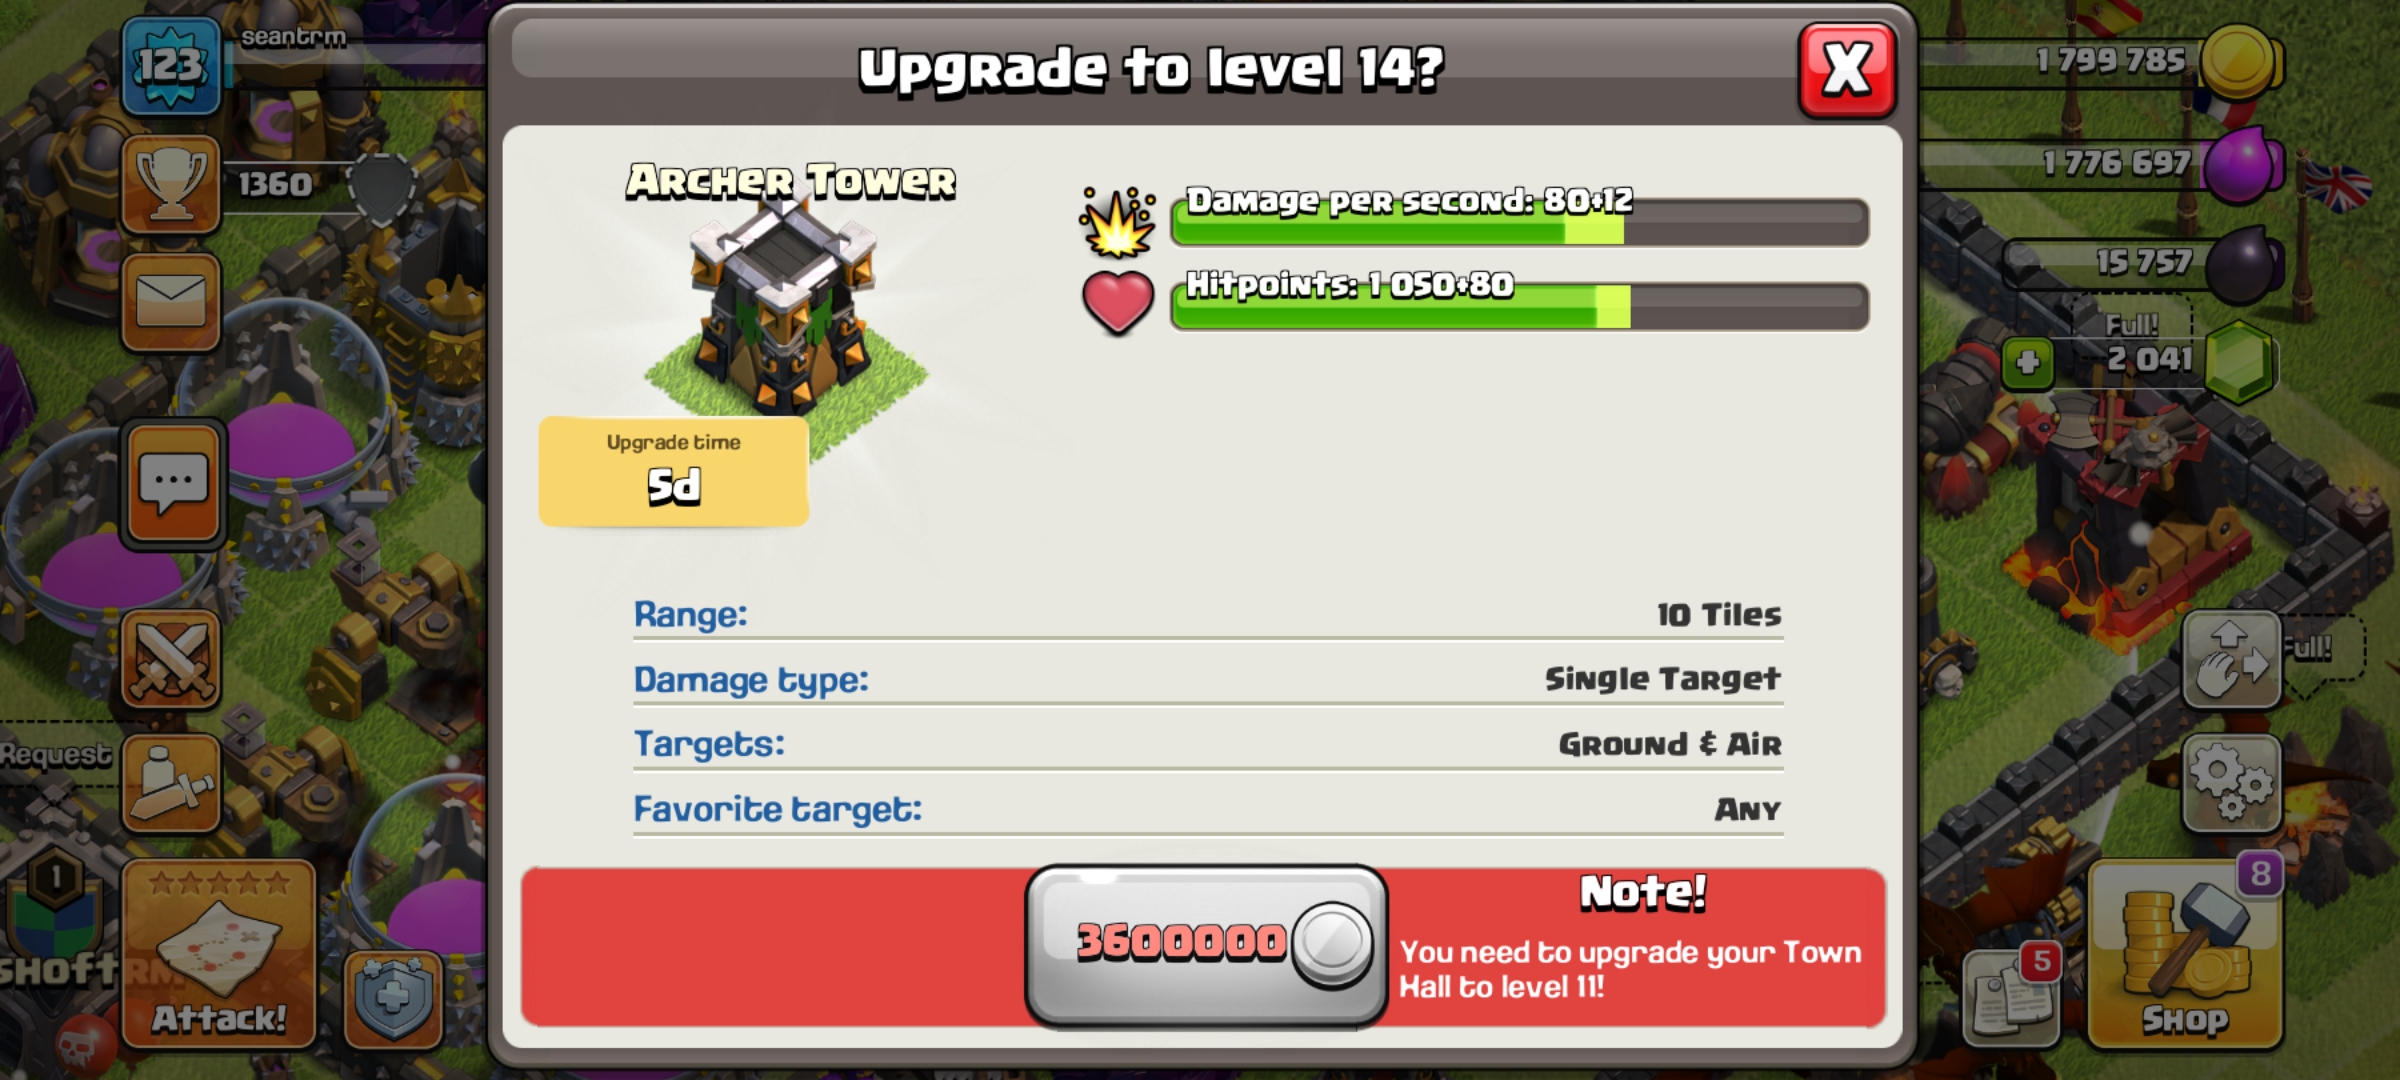 Upgrade to level 14?
X
123
seantrm
1360
1 799 785
1 776 697
15 757
Full!
2 041
Archer Tower
Damage per second: 80+12
Hitpoints: 1 050+80
Upgrade time
5d
Range: 10 Tiles
Damage type: Single Target
Targets: Ground & Air
Favorite target: Any
3600000
Note!
You need to upgrade your Town
Hall to level 11!
Full!
Request
1
Attack!
5
8
Shop